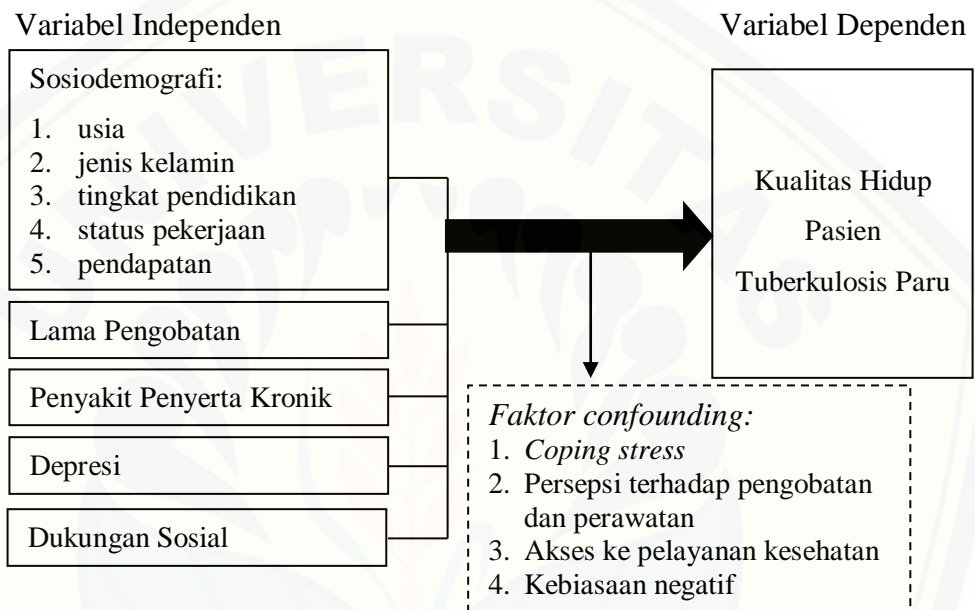 Variabel Independen
Variabel Dependen
Sosiodemografi:
1. usia
2. jenis kelamin
3. tingkat pendidikan
4. status pekerjaan
5. pendapatan
Lama Pengobatan
Penyakit Penyerta Kronik
Depresi
Dukungan Sosial
Kualitas Hidup
Pasien
Tuberkulosis Paru
Faktor confounding:
1. Coping stress
2. Persepsi terhadap pengobatan
dan perawatan
3. Akses ke pelayanan kesehatan
4. Kebiasaan negatif
UNIVERSITAS